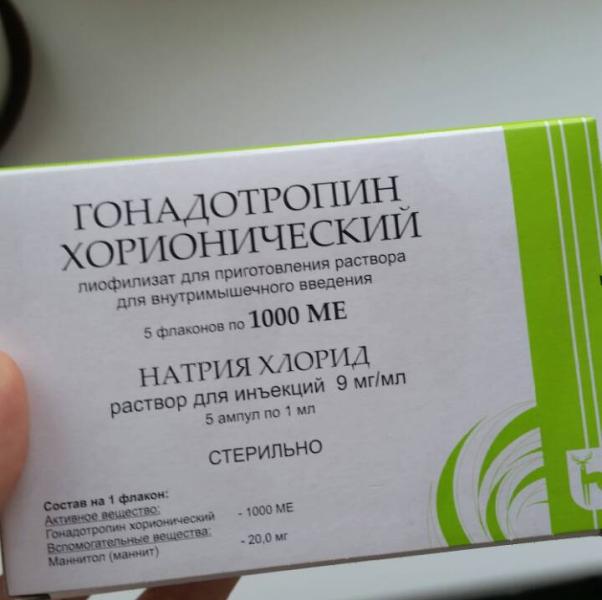 ГОНАДОТРОПИН
ХОРИОНИЧЕСКИЙ
лиофилизат для приготовления раствора
для внутримышечного введения
5 флаконов по 1000 МЕ
НАТРИЯ ХЛОРИД
раствор для инъекций 9 мг/мл
5 ампул по 1 мл
СТЕРИЛЬНО
Состав на 1 флакон:
Активное вещество:
Гонадотропин хорионический - 1000 МЕ
Вспомогательные вещества:
Маннитол (маннит) - 20,0 мг